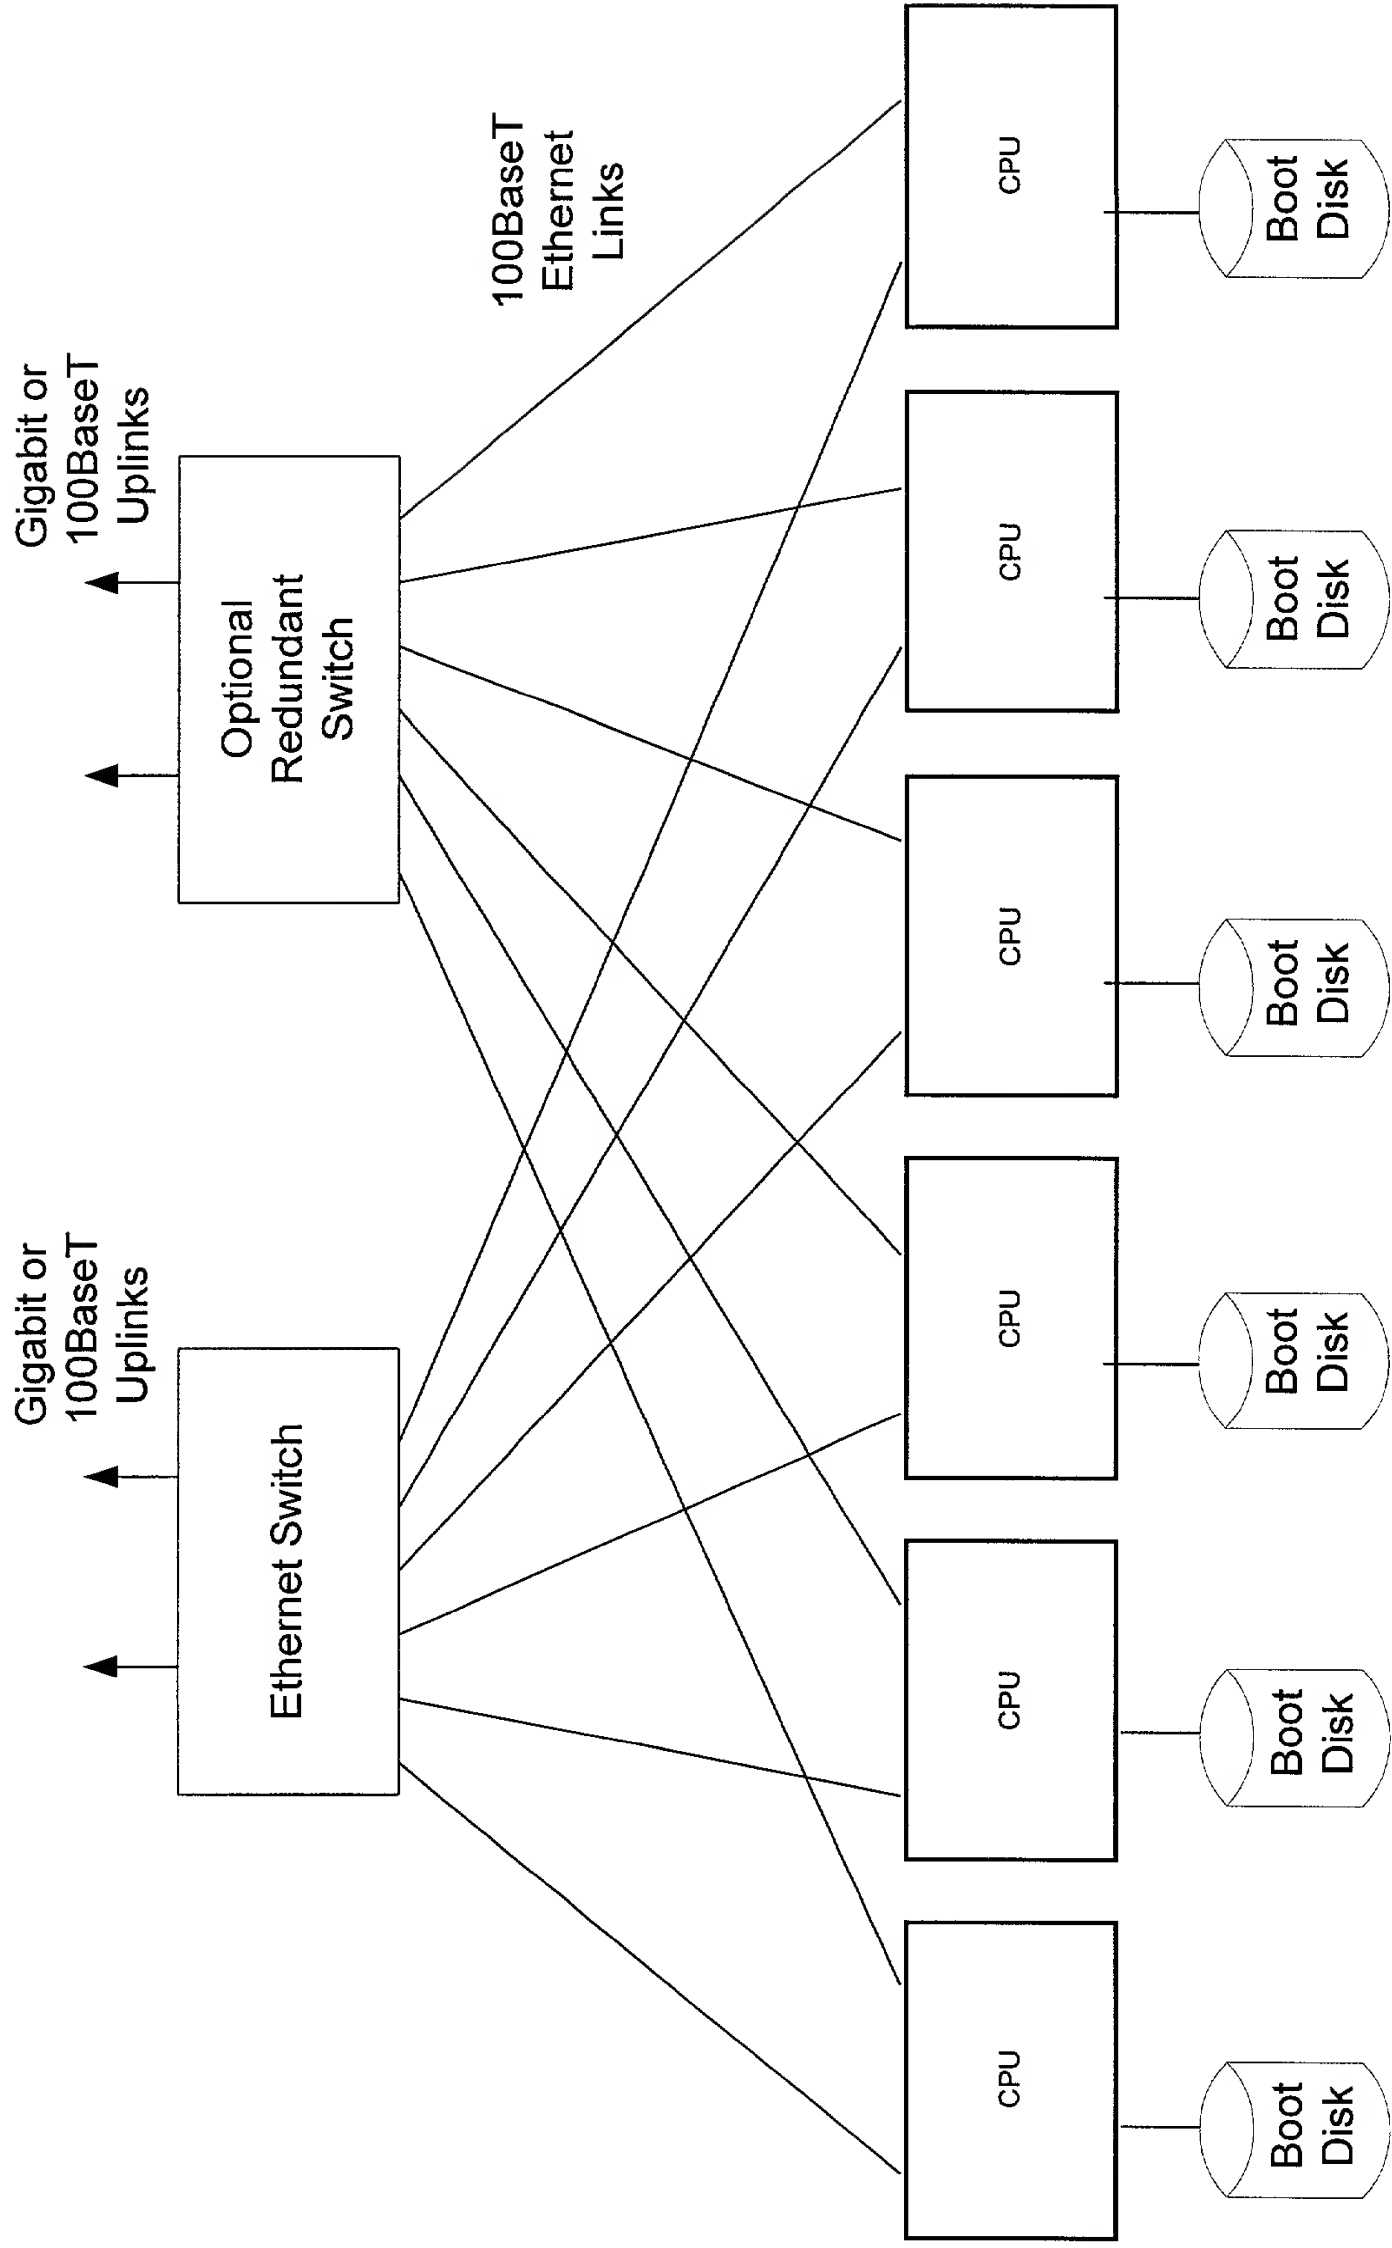 Gigabit or
100BaseT
Uplinks
Gigabit or
100BaseT
Uplinks
Ethernet Switch
Optional
Redundant
Switch
100BaseT
Ethernet
Links
CPU
CPU
CPU
CPU
CPU
CPU
Boot
Disk
Boot
Disk
Boot
Disk
Boot
Disk
Boot
Disk
Boot
Disk